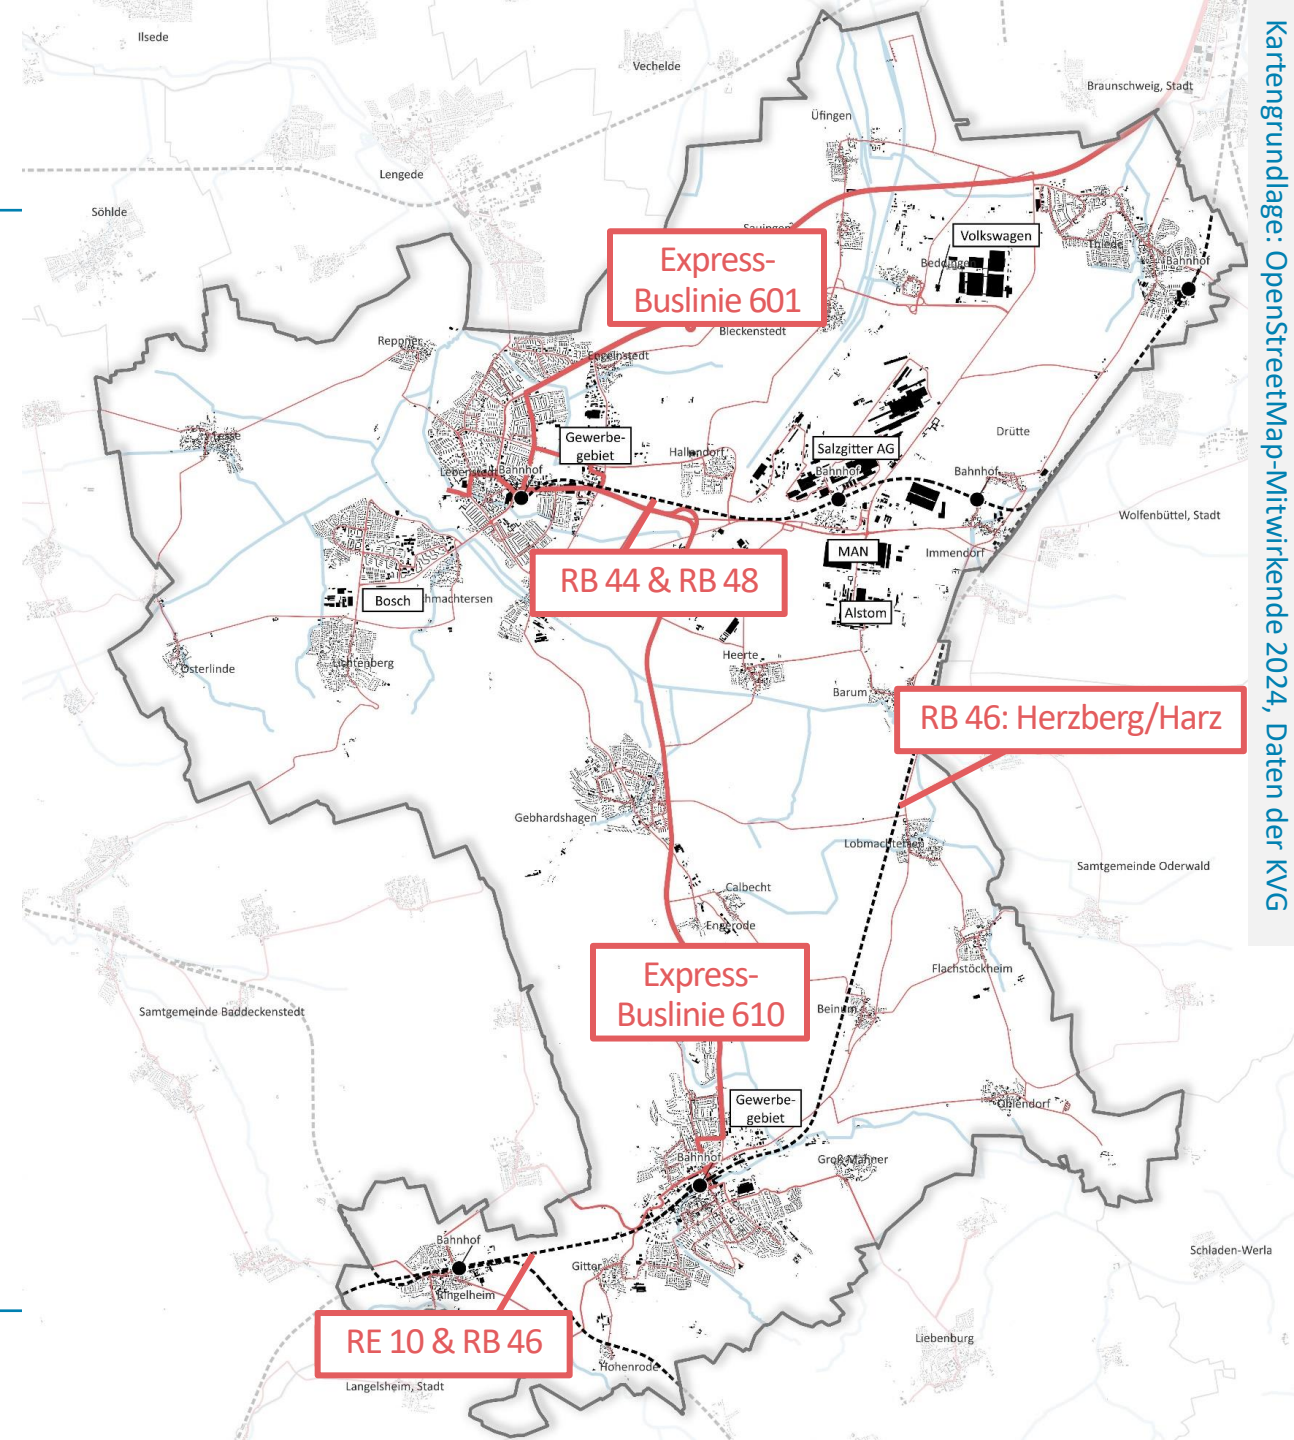 Ilsede
Vechelde
Braunschweig, Stadt
Üfingen
Lengede
Söhlde
Sauingen
Volkswagen
Thiede
Beddingen
Bahnhof
Express-
Buslinie 601
Bleckenstedt
Reppner
Engelnstedt
Lesse
Gewerbe-
gebiet
Hallendorf
Salzgitter AG
Drütte
Lebenstedt
Bahnhof
Bahnhof
Bahnhof
Wolfenbüttel, Stadt
MAN
Immendorf
RB 44 & RB 48
Bosch
hmachtersen
Alstom
Osterlinde
Lichtenberg
Heerte
Barum
RB 46: Herzberg/Harz
Gebhardshagen
Lobmachtersen
Samtgemeinde Oderwald
Calbecht
Engerode
Flachstöckheim
Express-
Buslinie 610
Beinum
Samtgemeinde Baddeckenstedt
Gewerbe-
gebiet
Ohlendorf
Bahnhof
Groß Mahner
Bahnhof
Gitter
Schladen-Werla
Ringelheim
RE 10 & RB 46
Liebenburg
Hohenrode
Langelsheim, Stadt
Kartengrundlage: OpenStreetMap-Mitwirkende 2024, Daten der KVG